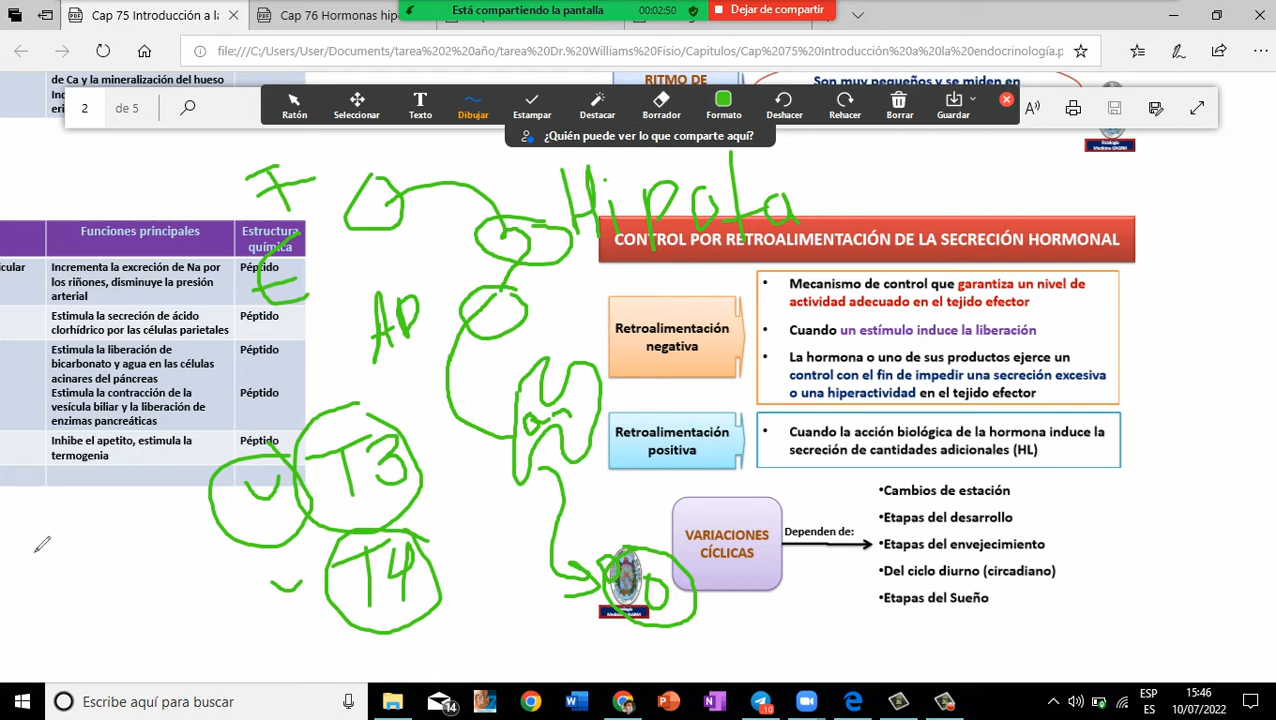 Cap 75 Introducción a la
Cap 76 Hormonas hip
Está compartiendo la pantalla
00:02:50
Dejar de compartir
file:///C:/Users/User/Documents/tarea%202%20año/tarea%20Dr.%20Williams%20Fisio/Capitulos/Cap%2075%20Introducción%20a%20la%20endocrinología.p
2 de 5
Ratón
Seleccionar
Texto
Dibujar
Estampar
Destacar
Borrador
Formato
Deshacer
Rehacer
Borrar
Guardar
¿Quién puede ver lo que comparte aquí?
de Ca y la mineralización del hueso
RITMO DE
Son muy pequeños y se miden en
Fisiología
Medicina UAGRM
Hipota
I
E
AP
T3
T4
Funciones principales
Estructura
química
cular
Incrementa la excreción de Na por
los riñones, disminuye la presión
arterial
Péptido
Estimula la secreción de ácido
clorhídrico por las células parietales
Péptido
Estimula la liberación de
bicarbonato y agua en las células
acinares del páncreas
Péptido
Estimula la contracción de la
vesícula biliar y la liberación de
enzimas pancreáticas
Péptido
Inhibe el apetito, estimula la
termogenia
Péptido
CONTROL POR RETROALIMENTACIÓN DE LA SECRECIÓN HORMONAL
Retroalimentación
negativa
• Mecanismo de control que garantiza un nivel de
actividad adecuado en el tejido efector
• Cuando un estímulo induce la liberación
• La hormona o uno de sus productos ejerce un
control con el fin de impedir una secreción excesiva
o una hiperactividad en el tejido efector
Retroalimentación
positiva
• Cuando la acción biológica de la hormona induce la
secreción de cantidades adicionales (HL)
VARIACIONES
CÍCLICAS
Dependen de:
•Cambios de estación
•Etapas del desarrollo
•Etapas del envejecimiento
•Del ciclo diurno (circadiano)
•Etapas del Sueño
Fisiología
Medicina UAGRM
Escribe aquí para buscar
14
10
ESP
ES
15:46
10/07/2022